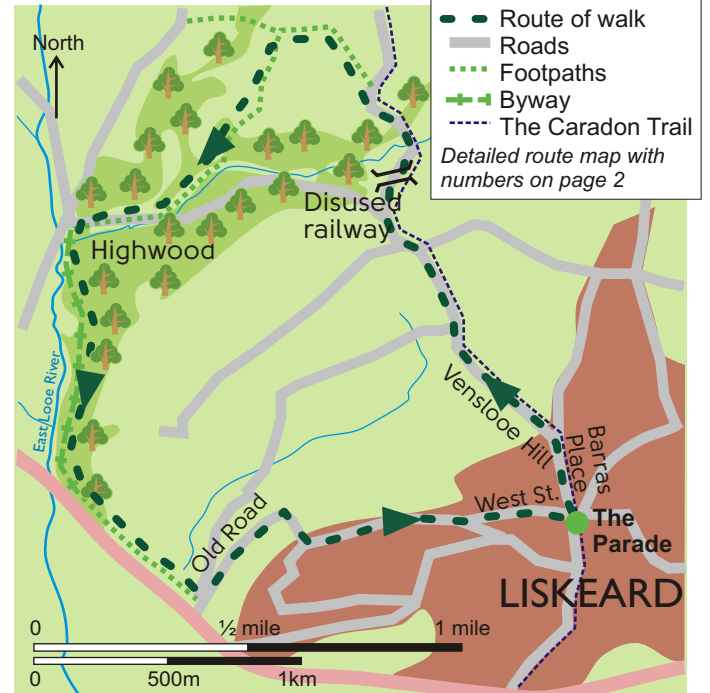 Route of walk
Roads
Footpaths
Byway
The Caradon Trail
Detailed route map with
numbers on page 2
North
Disused
railway
Highwood
East Looe River
Venslooe Hill
Barras
Place
West St.
Old Road
The
Parade
LISKEARD
0 ½ mile 1 mile
0 500m 1km